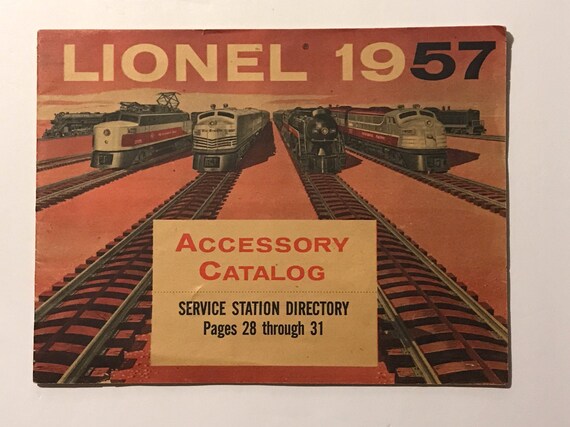 LIONEL 1957
ACCESSORY
CATALOG
SERVICE STATION DIRECTORY
Pages 28 through 31